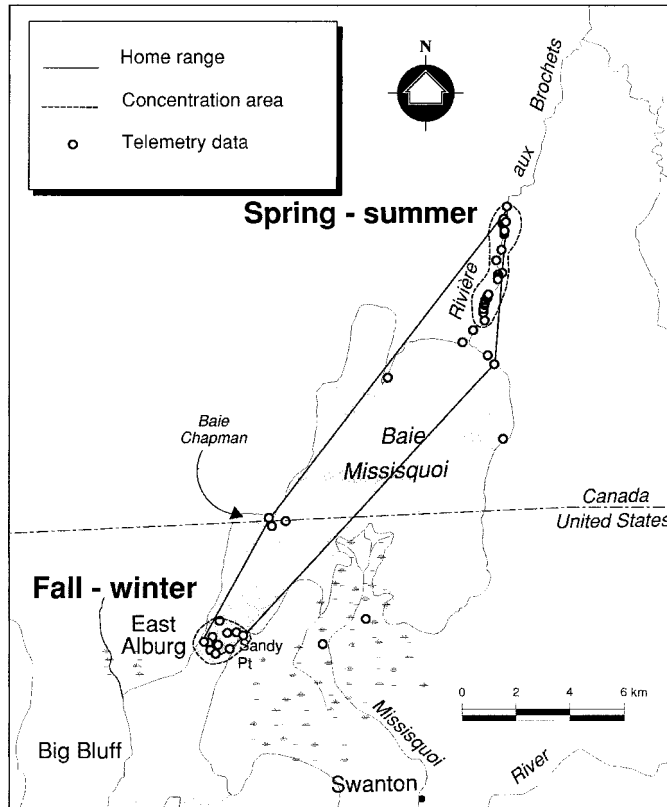 Home range
Concentration area
Telemetry data
N
Brochets
aux
Rivière
Spring - summer
Baie
Chapman
Baie
Missisquoi
Canada
United States
Fall - winter
East
Alburg
Sandy
Pt
0 2 4 6 km
Big Bluff
Missisquoi
River
Swanton